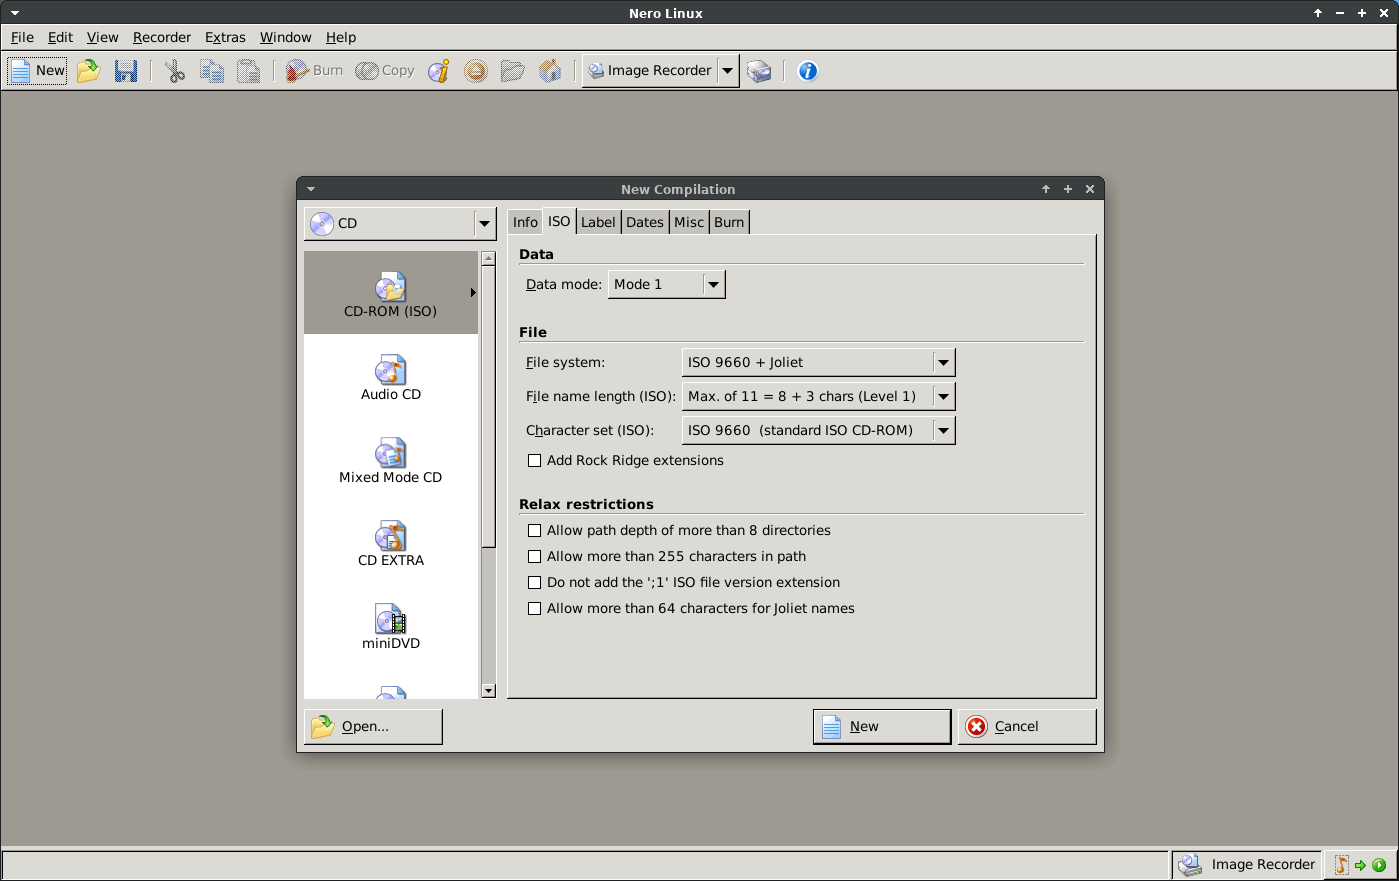 Nero Linux
File Edit View Recorder Extras Window Help
New Burn Copy Image Recorder
New Compilation
CD
Info ISO Label Dates Misc Burn
CD-ROM (ISO)
Audio CD
Mixed Mode CD
CD EXTRA
miniDVD
Data
Data mode: Mode 1
File
File system: ISO 9660 + Joliet
File name length (ISO): Max. of 11 = 8 + 3 chars (Level 1)
Character set (ISO): ISO 9660 (standard ISO CD-ROM)
Add Rock Ridge extensions
Relax restrictions
Allow path depth of more than 8 directories
Allow more than 255 characters in path
Do not add the ';1' ISO file version extension
Allow more than 64 characters for Joliet names
Open... New Cancel
Image Recorder